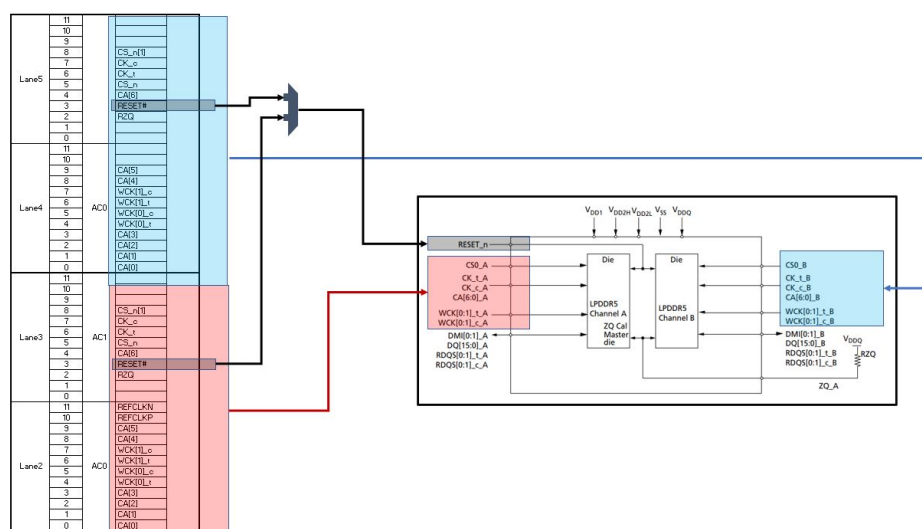 11
10
9
8 CS_n[1]
7 CK_c
6 CK_t
Lane5
5 CS_n
4 CA[6]
3 RESET#
2 RZQ
1
0
11
10
9 CA[5]
8 CA[4]
7 WCK[1]_c
6 WCK[1]_t
Lane4 AC0
5 WCK[0]_c
4 WCK[0]_t
3 CA[3]
2 CA[2]
1 CA[1]
0 CA[0]
11
10
9
8 CS_n[1]
7 CK_c
6 CK_t
Lane3 AC1
5 CS_n
4 CA[6]
3 RESET#
2 RZQ
1
0
11 REFCLKN
10 REFCLKP
9 CA[5]
8 CA[4]
7 WCK[1]_c
6 WCK[1]_t
Lane2 AC0
5 WCK[0]_c
4 WCK[0]_t
3 CA[3]
2 CA[2]
1 CA[1]
0 CA[0]
VDD1 VDD2H VDD2L VSS VDDQ
RESET_n
CS0_A
CK_t_A
CK_c_A
CA[6:0]_A
WCK[0:1]_t_A
WCK[0:1]_c_A
DMI[0:1]_A
DQ[15:0]_A
RDQS[0:1]_t_A
RDQS[0:1]_c_A
Die
LPDDR5
Channel A
ZQ Cal
Master
die
Die
LPDDR5
Channel B
CS0_B
CK_t_B
CK_c_B
CA[6:0]_B
WCK[0:1]_t_B
WCK[0:1]_c_B
DMI[0:1]_B
DQ[15:0]_B
RDQS[0:1]_t_B
RDQS[0:1]_c_B
VDDQ
RZQ
ZQ_A